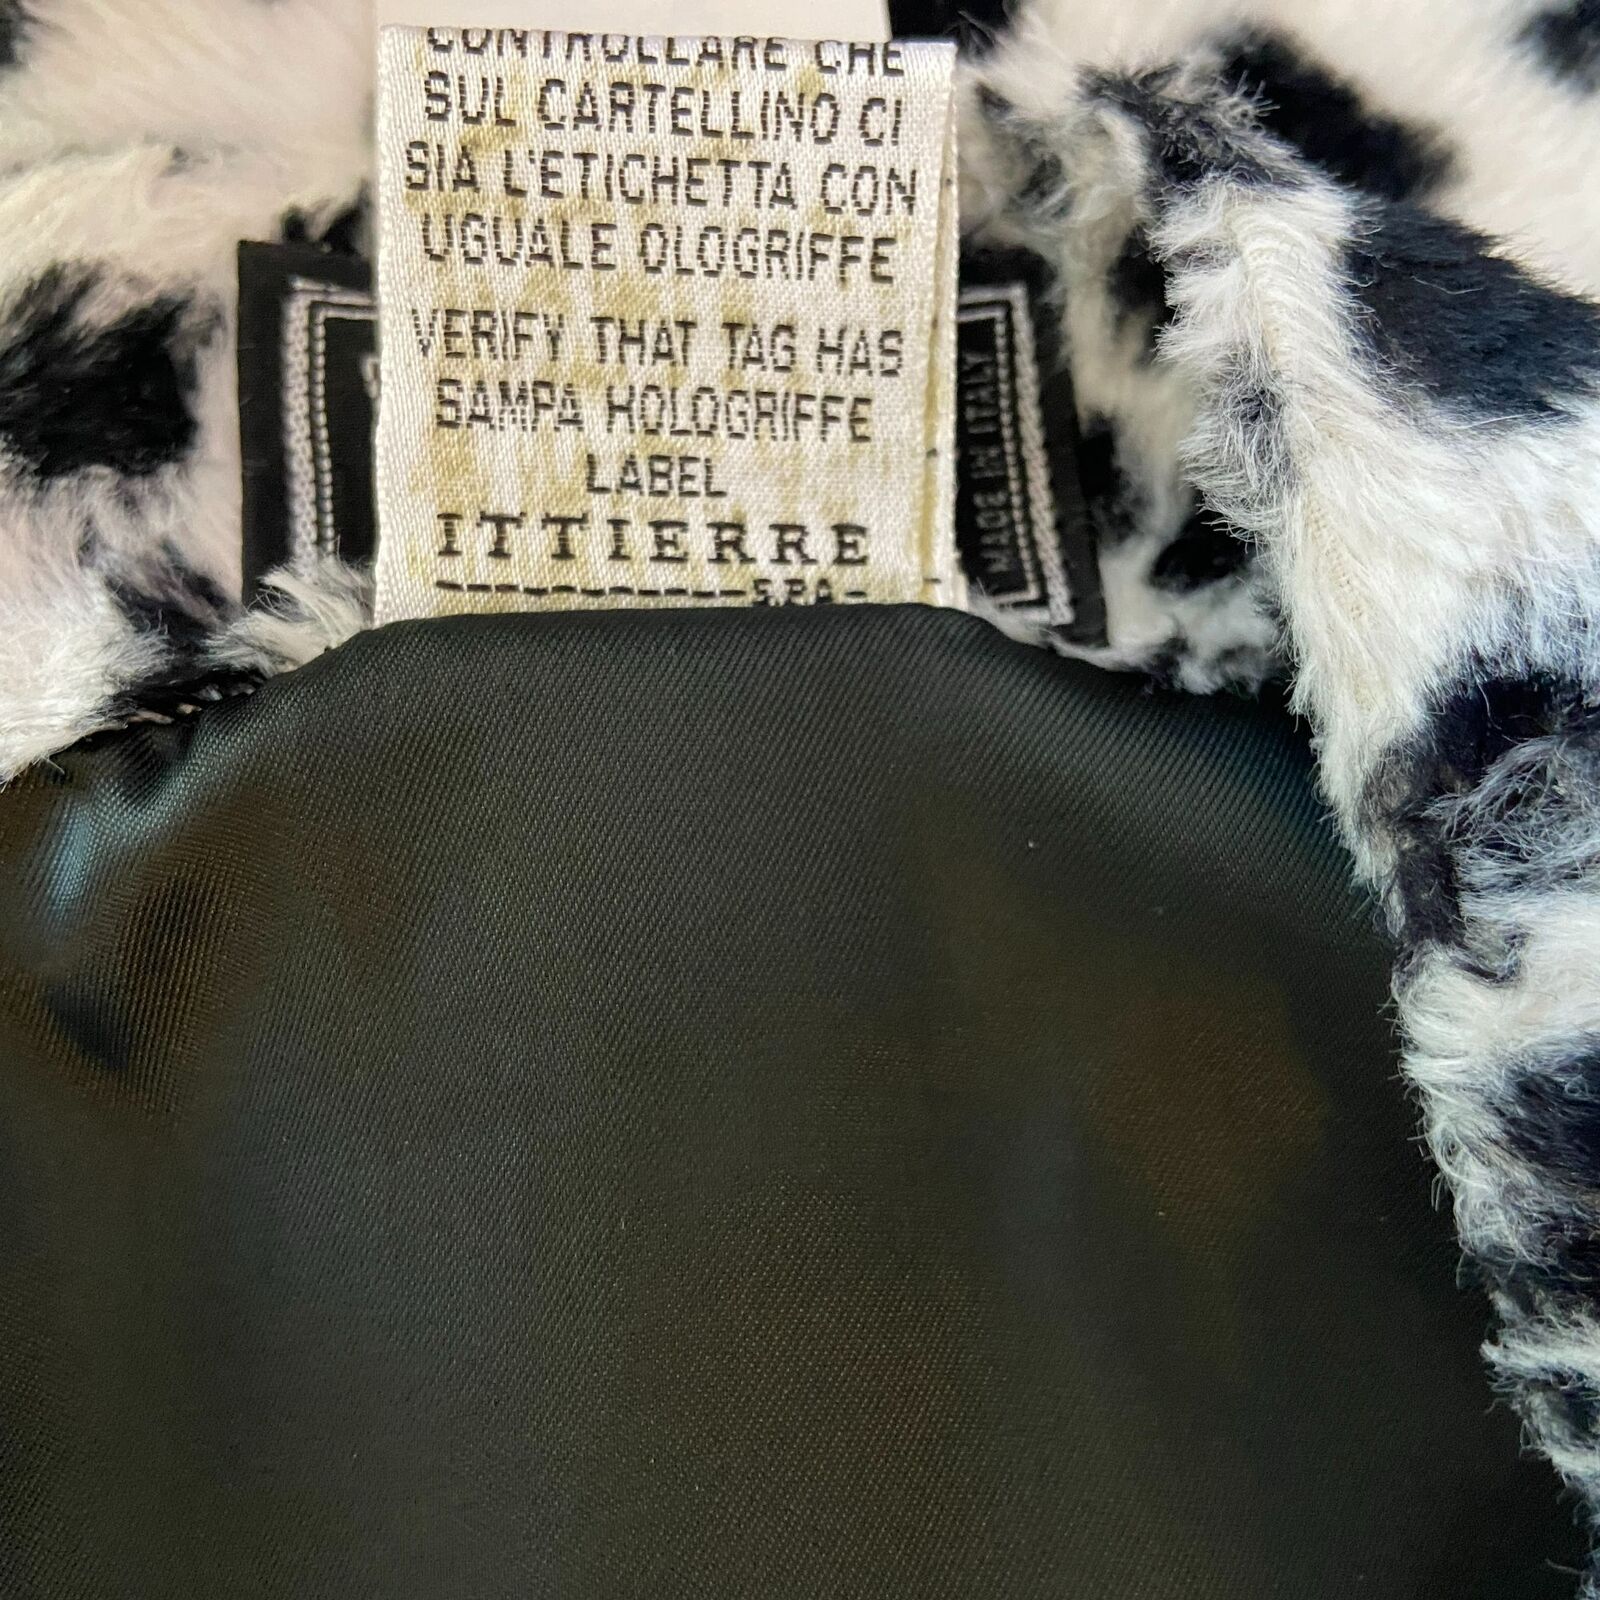 CONTROLLARE CHE
SUL CARTELLINO CI
SIA L'ETICHETTA CON
UGUALE OLOGRIFFE
VERIFY THAT TAG HAS
SAMPA HOLOGRIFFE
LABEL
ITTIERRE
S.P.A.
MADE IN ITALY